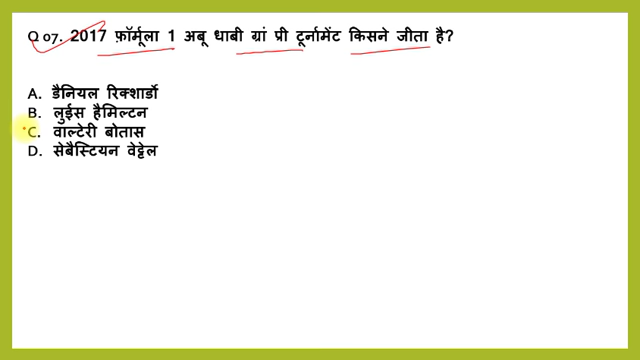 Q 07. 2017 फ़ॉर्मूला 1 अबू धाबी ग्रां प्री टूर्नामेंट किसने जीता है?
A. डैनियल रिक्शार्डो
B. लुईस हैमिल्टन
C. वाल्टेरी बोतास
D. सेबैस्टियन वेट्टेल